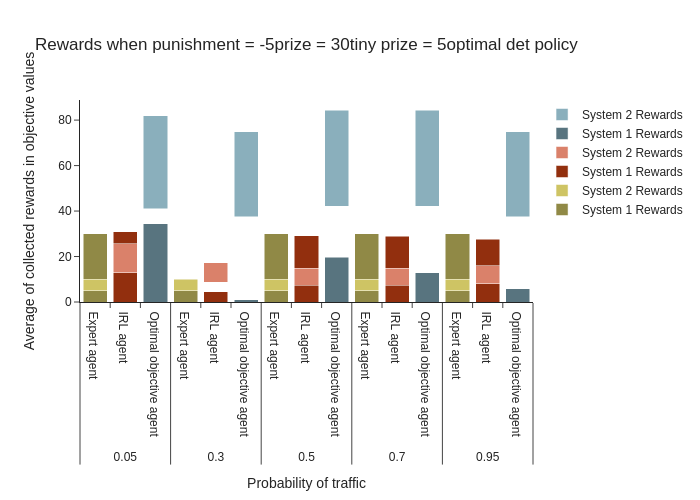 Rewards when punishment = -5prize = 30tiny prize = 5optimal det policy
Average of collected rewards in objective values
80
60
40
20
0
System 2 Rewards
System 1 Rewards
System 2 Rewards
System 1 Rewards
System 2 Rewards
System 1 Rewards
Expert agent
IRL agent
Optimal objective agent
Expert agent
IRL agent
Optimal objective agent
Expert agent
IRL agent
Optimal objective agent
Expert agent
IRL agent
Optimal objective agent
Expert agent
IRL agent
Optimal objective agent
0.05
0.3
0.5
0.7
0.95
Probability of traffic